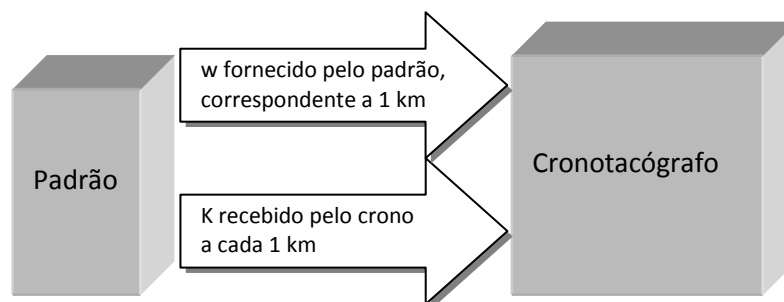 Padrão
w fornecido pelo padrão,
correspondente a 1 km
K recebido pelo crono
a cada 1 km
Cronotacógrafo